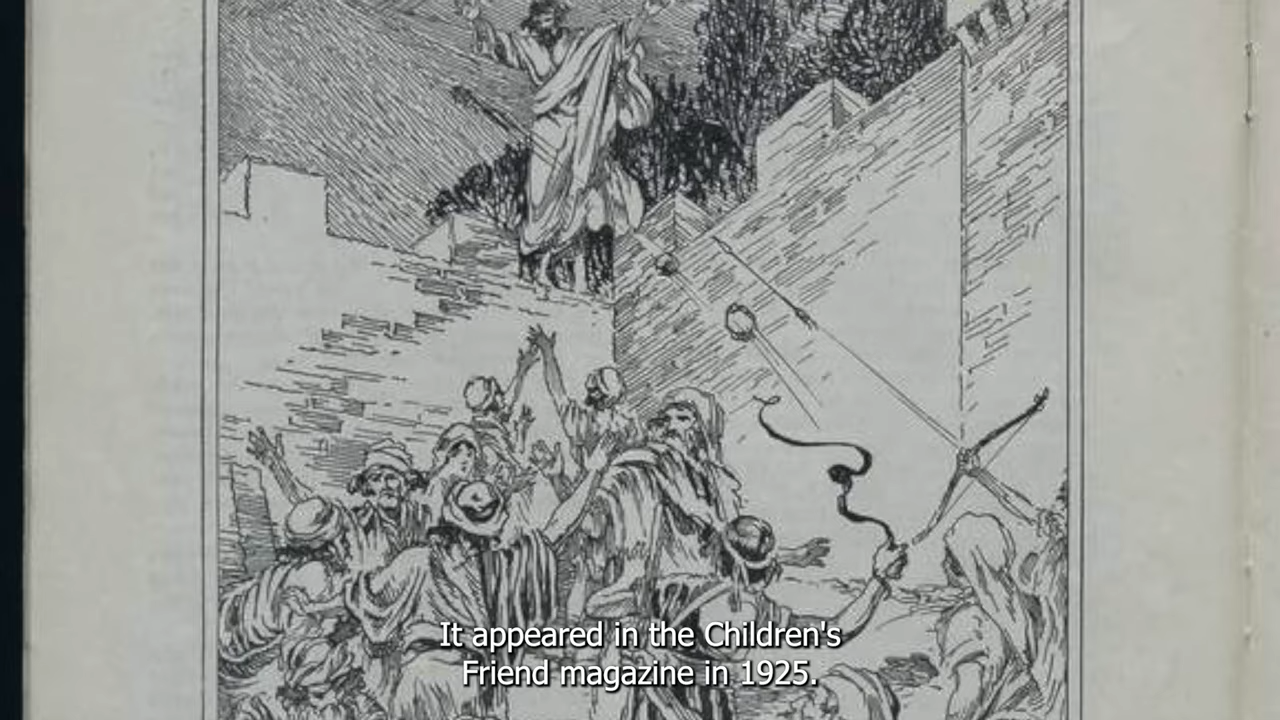 It appeared in the Children's
Friend magazine in 1925.